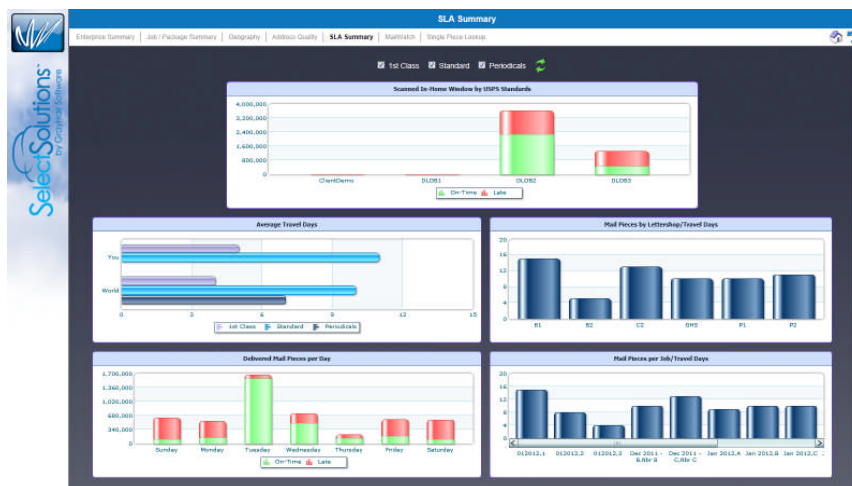 SLA Summary
Enterprise Summary | Job / Package Summary | Geography | Address Quality | SLA Summary | MailWatch | Single Piece Lookup
1st Class Standard Periodicals
SelectSolutions
by GrayHair Software
Scanned In-Home Window by USPS Standards
4,000,000
3,200,000
2,400,000
1,600,000
800,000
0
ClientDemo DLOB1 DLOB2 DLOB3
On-Time Late
Average Travel Days
You
World
0 3 6 9 12 15
1st Class Standard Periodicals
Mail Pieces by Lettershop/Travel Days
20
16
12
8
4
0
B1 B2 C2 GHS P1 P2
Delivered Mail Pieces per Day
1,700,000
1,360,000
1,020,000
680,000
340,000
0
Sunday Monday Tuesday Wednesday Thursday Friday Saturday
On-Time Late
Mail Pieces per Job/Travel Days
20
16
12
8
4
0
012012,1 012012,2 012012,3 Dec 2011 - Dec 2011 - Jan 2012,A Jan 2012,B Jan 2012,C
B,Nbr B C,Nbr C